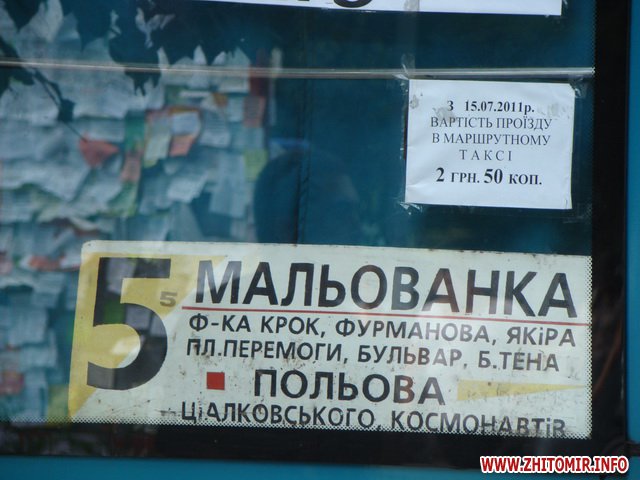 З 15.07.2011р.
ВАРТІСТЬ ПРОЇЗДУ
В МАРШРУТНОМУ
ТАКСІ
2 ГРН. 50 КОП.
5 5 МАЛЬОВАНКА
Ф-КА КРОК, ФУРМАНОВА, ЯКІРА
ПЛ.ПЕРЕМОГИ, БУЛЬВАР, Б.ТЕНА
ПОЛЬОВА
ЦІАЛКОВСЬКОГО, КОСМОНАВТІВ
WWW.ZHITOMIR.INFO